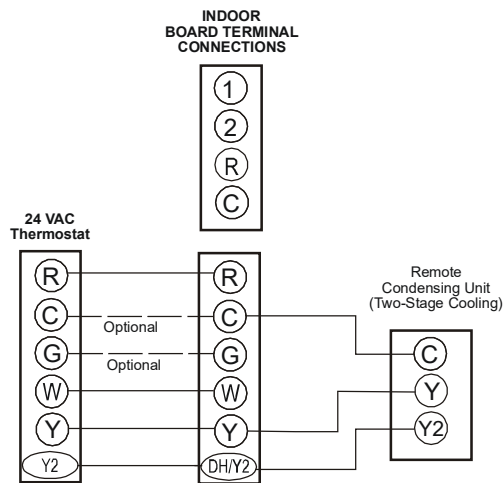 INDOOR
BOARD TERMINAL
CONNECTIONS
1
2
R
C
24 VAC
Thermostat
R
C
G
W
Y
Y2
Optional
Optional
R
C
G
W
Y
DH/Y2
Remote
Condensing Unit
(Two-Stage Cooling)
C
Y
Y2